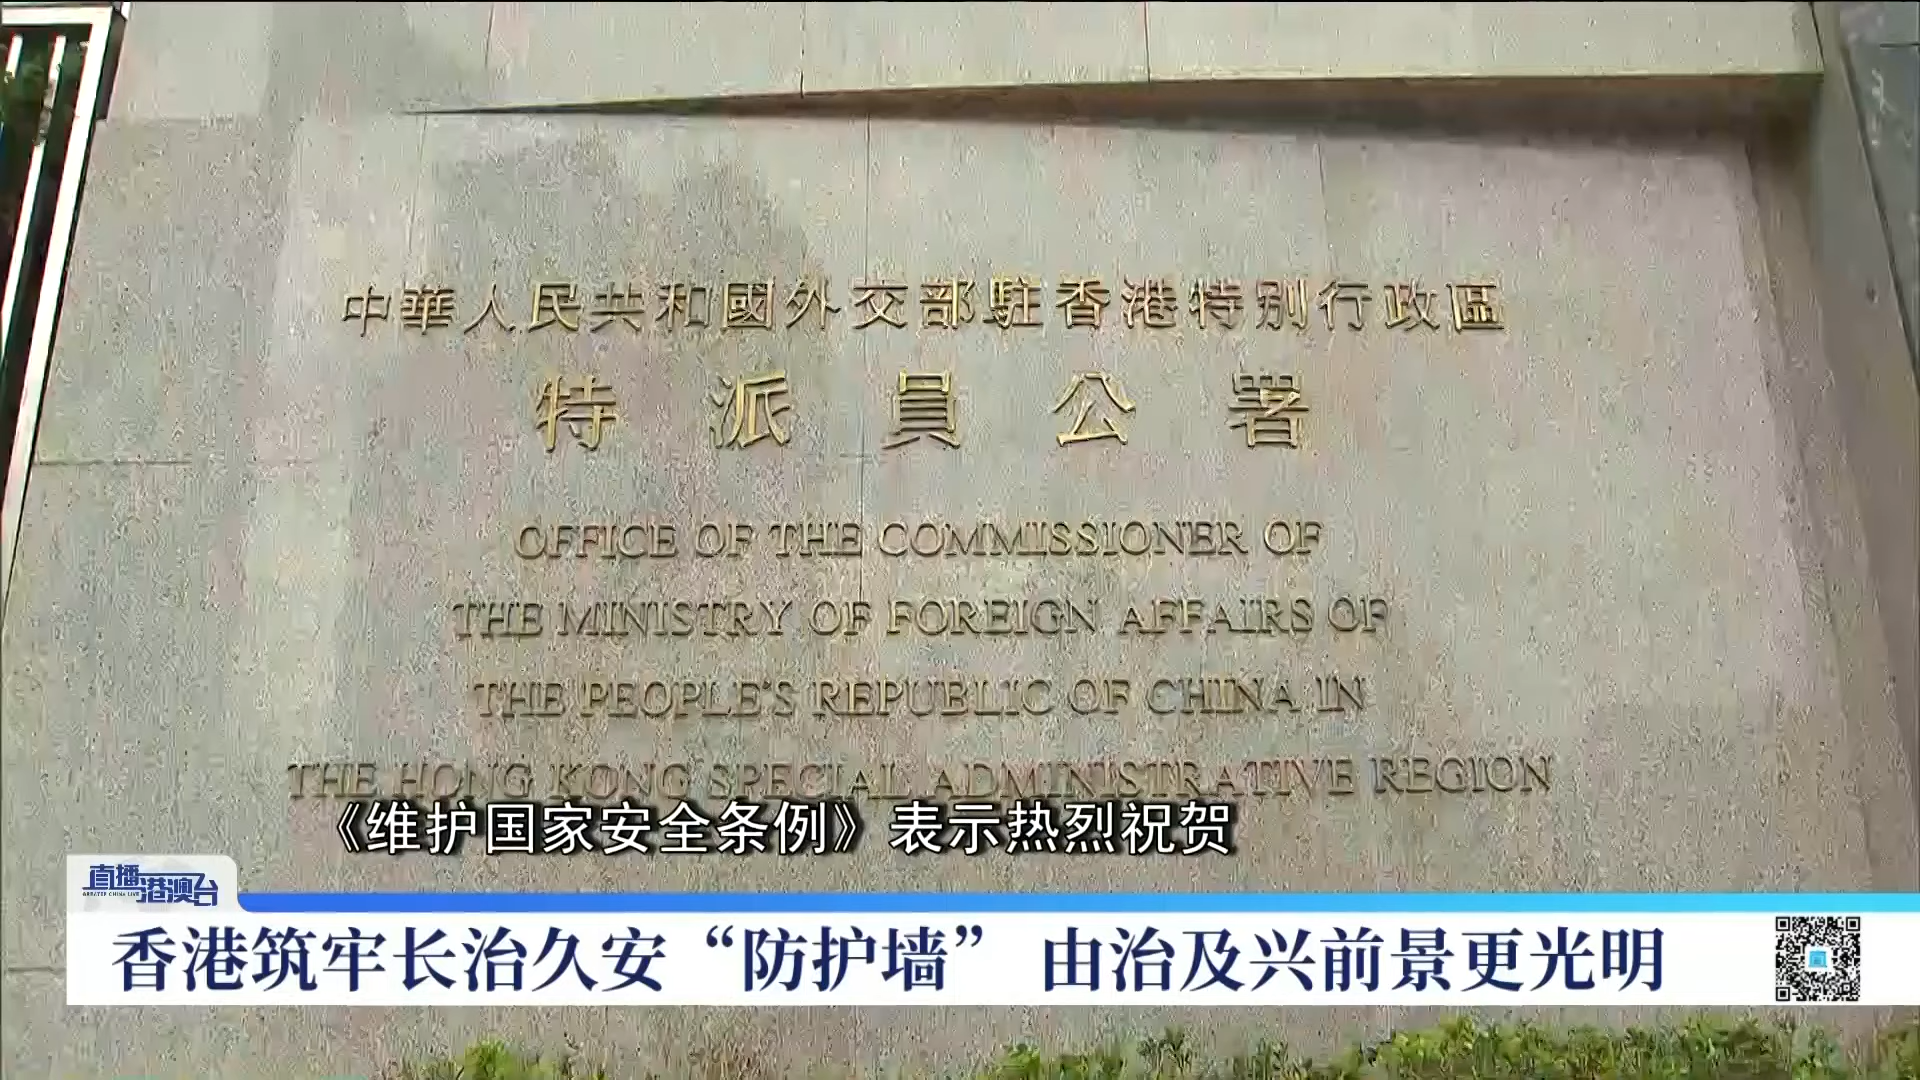 中華人民共和國外交部駐香港特别行政區
特派員公署
OFFICE OF THE COMMISSIONER OF
THE MINISTRY OF FOREIGN AFFAIRS OF
THE PEOPLE'S REPUBLIC OF CHINA IN
THE HONG KONG SPECIAL ADMINISTRATIVE REGION
《维护国家安全条例》表示热烈祝贺
直播港澳台
GREATER CHINA LIVE
香港筑牢长治久安“防护墙” 由治及兴前景更光明